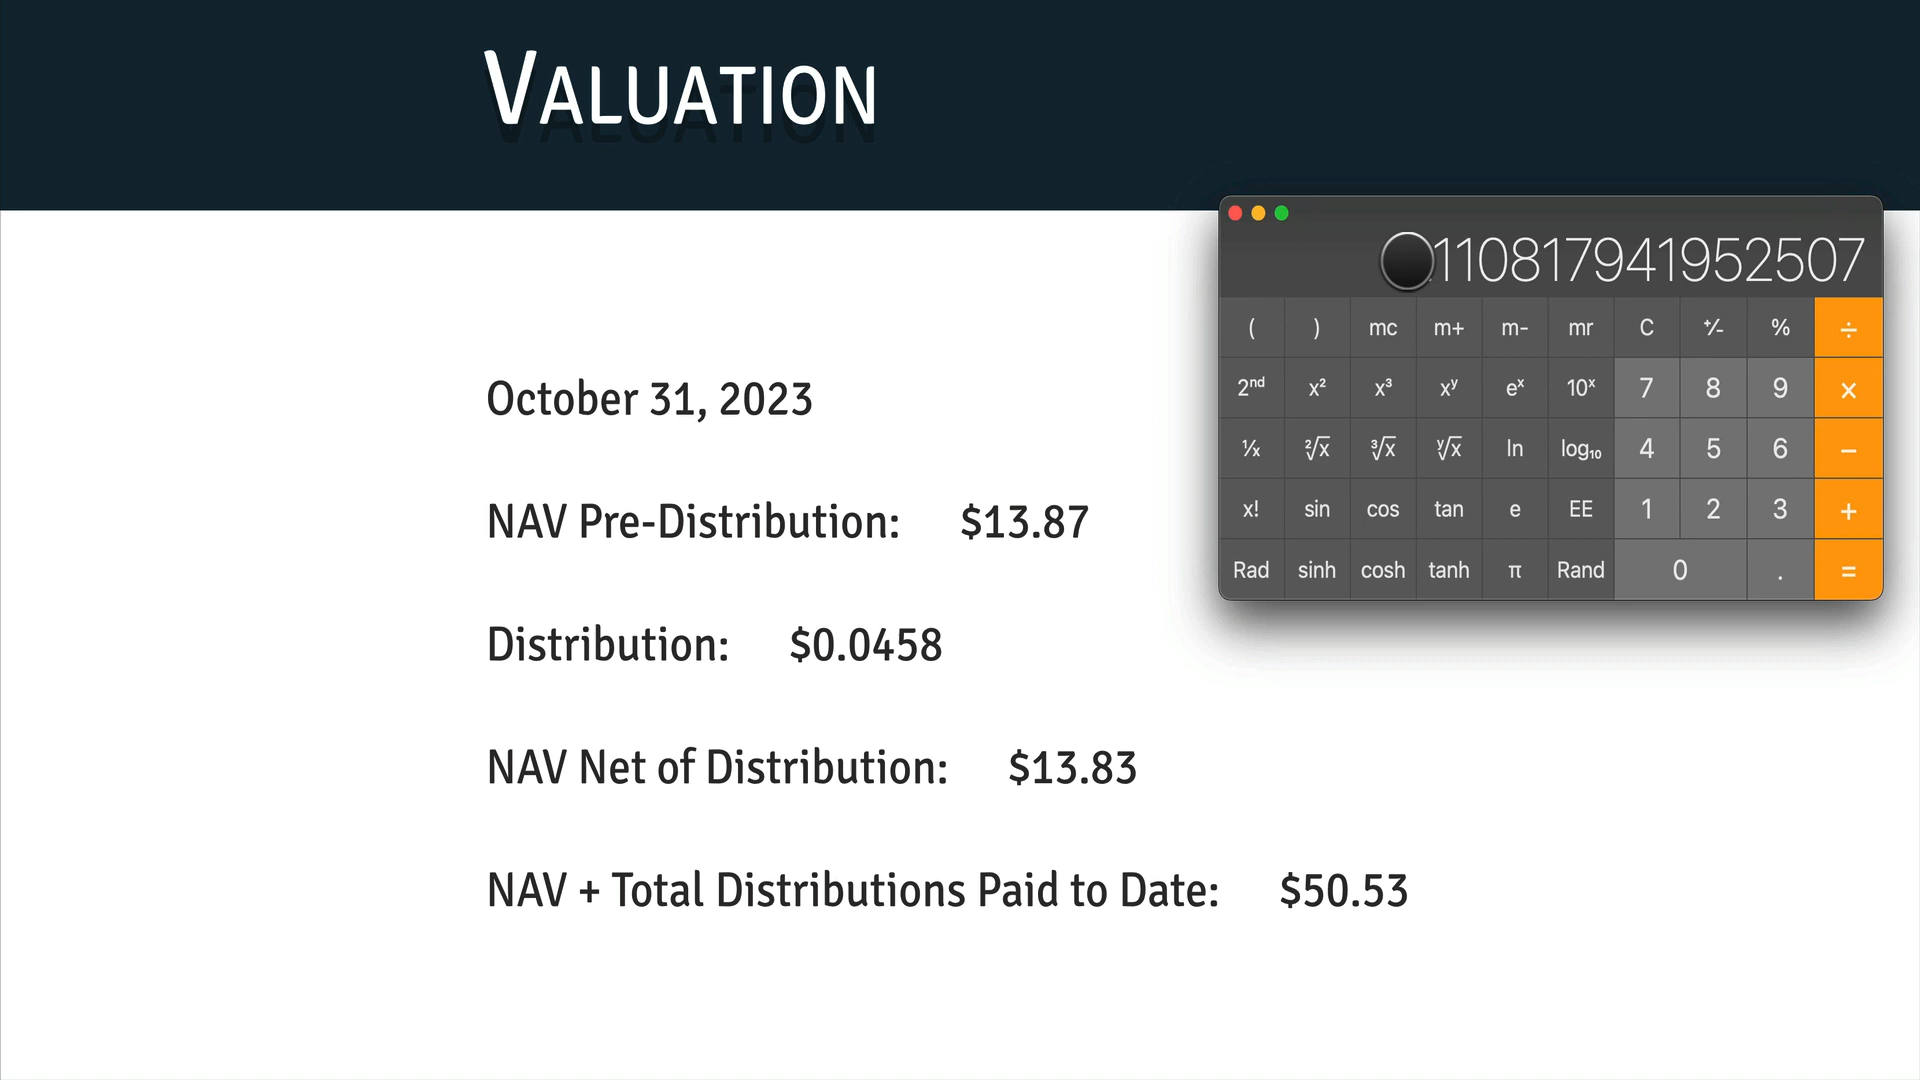 VALUATION
110817941952507
( ) mc m+ m- mr C +/- % ÷
2nd x² x³ xʸ eˣ 10ˣ 7 8 9 ×
1/x ²√x ³√x ʸ√x ln log₁₀ 4 5 6 −
x! sin cos tan e EE 1 2 3 +
Rad sinh cosh tanh π Rand 0 . =
October 31, 2023
NAV Pre-Distribution: $13.87
Distribution: $0.0458
NAV Net of Distribution: $13.83
NAV + Total Distributions Paid to Date: $50.53